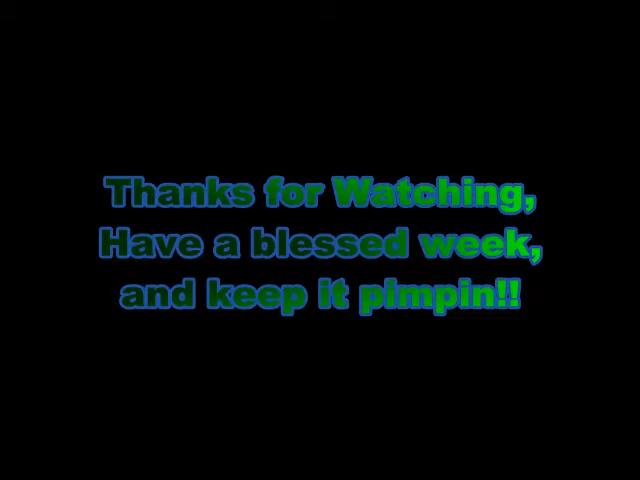 Thanks for Watching,
Have a blessed week,
and keep it pimpin!!